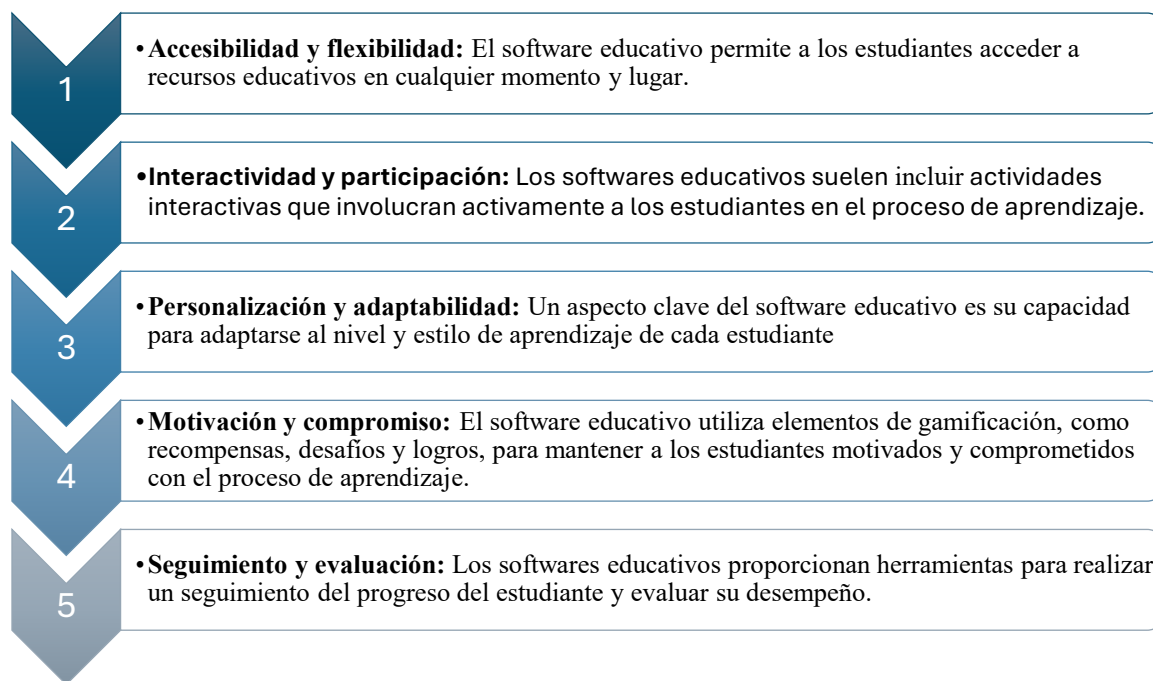 1
•Accesibilidad y flexibilidad: El software educativo permite a los estudiantes acceder a
recursos educativos en cualquier momento y lugar.
2
•Interactividad y participación: Los softwares educativos suelen incluir actividades
interactivas que involucran activamente a los estudiantes en el proceso de aprendizaje.
3
•Personalización y adaptabilidad: Un aspecto clave del software educativo es su capacidad
para adaptarse al nivel y estilo de aprendizaje de cada estudiante
4
•Motivación y compromiso: El software educativo utiliza elementos de gamificación, como
recompensas, desafíos y logros, para mantener a los estudiantes motivados y comprometidos
con el proceso de aprendizaje.
5
•Seguimiento y evaluación: Los softwares educativos proporcionan herramientas para realizar
un seguimiento del progreso del estudiante y evaluar su desempeño.